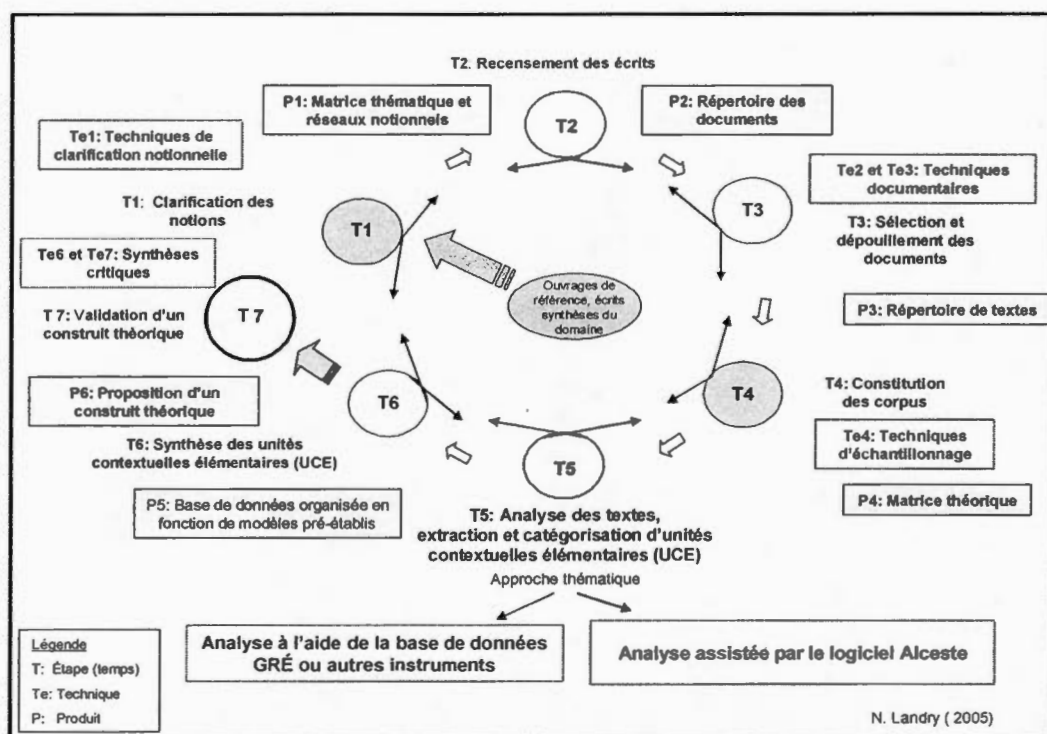 T2: Recensement des écrits
P1: Matrice thématique et
réseaux notionnels
T2
P2: Répertoire des
documents
Te1: Techniques de
clarification notionnelle
Te2 et Te3: Techniques
documentaires
T1: Clarification des
notions
T1
T3
T3: Sélection et
dépouillement des
documents
Te6 et Te7: Synthèses
critiques
Ouvrages de
référence, écrits
synthèses du
domaine
T 7: Validation d'un
construit théorique
T 7
P3: Répertoire de textes
P6: Proposition d'un
construit théorique
T6
T4
T4: Constitution
des corpus
T6: Synthèse des unités
contextuelles élémentaires (UCE)
Te4: Techniques
d'échantillonnage
T5
P5: Base de données organisée en
fonction de modèles pré-établis
P4: Matrice théorique
T5: Analyse des textes,
extraction et catégorisation d'unités
contextuelles élémentaires (UCE)
Approche thématique
Analyse à l'aide de la base de données
GRÉ ou autres instruments
Analyse assistée par le logiciel Alceste
Légende
T: Étape (temps)
Te: Technique
P: Produit
N. Landry ( 2005)